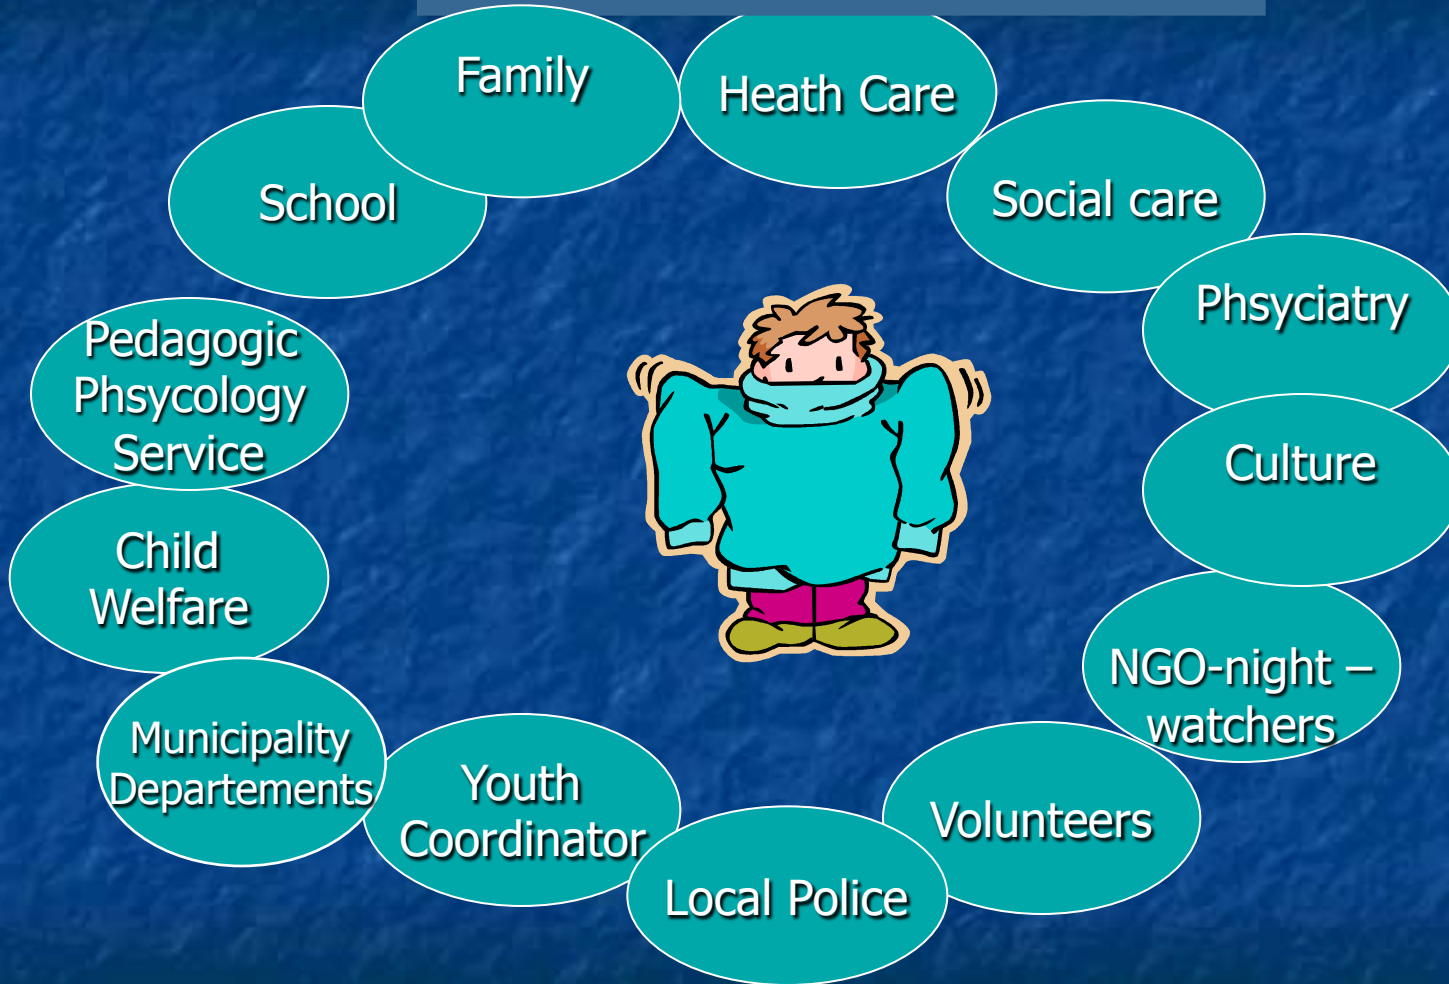 Family
Heath Care
School
Social care
Phsyciatry
Pedagogic
Phsycology
Service
Culture
Child
Welfare
NGO-night –
watchers
Municipality
Departements
Youth
Coordinator
Volunteers
Local Police